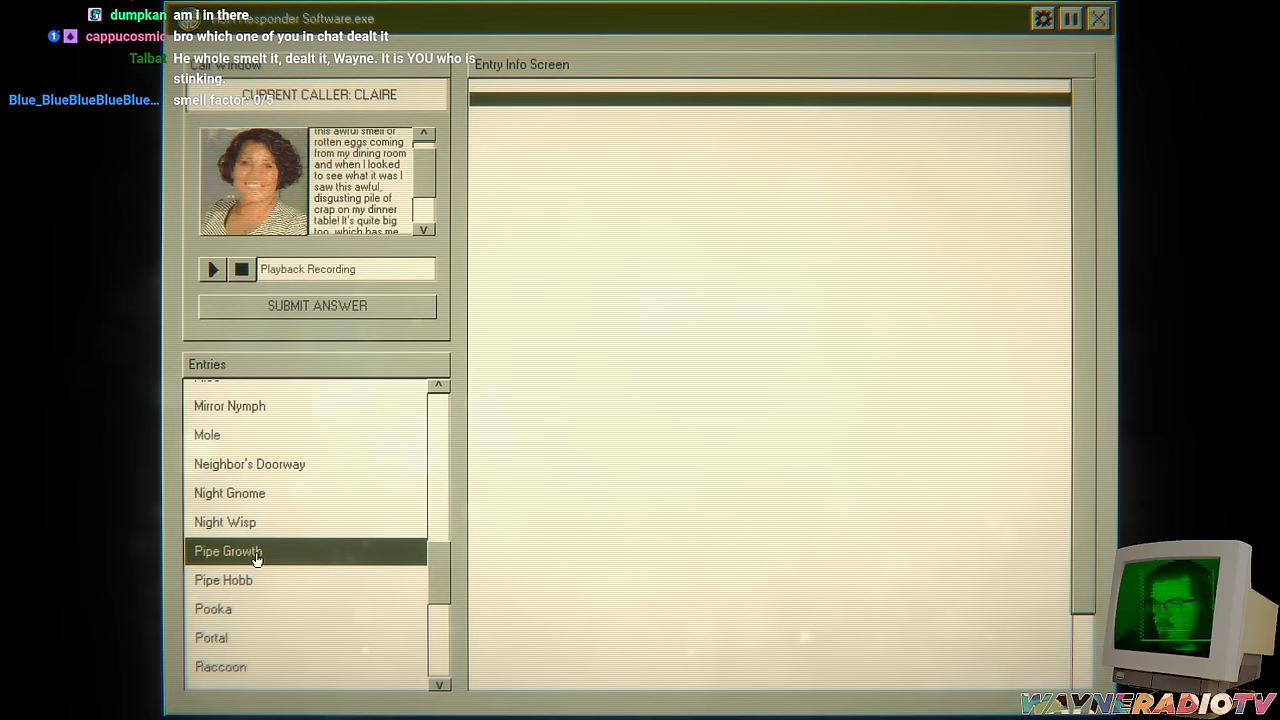 dumpkan am i in there
Responder Software.exe
cappucosmic bro which one of you in chat dealt it
Talba He whole smelt it, dealt it, Wayne. It is YOU who is
stinking.
Blue_BlueBlueBlueBlue... smell factor: 0/5
Call Window
CURRENT CALLER: CLAIRE
this awful smell of
rotten eggs coming
from my dining room
and when I looked
to see what it was I
saw this awful,
disgusting pile of
crap on my dinner
table! It's quite big
too, which has me
Playback Recording
SUBMIT ANSWER
Entries
Mirror Nymph
Mole
Neighbor's Doorway
Night Gnome
Night Wisp
Pipe Growth
Pipe Hobb
Pooka
Portal
Raccoon
Entry Info Screen
WAYNERADIOTV